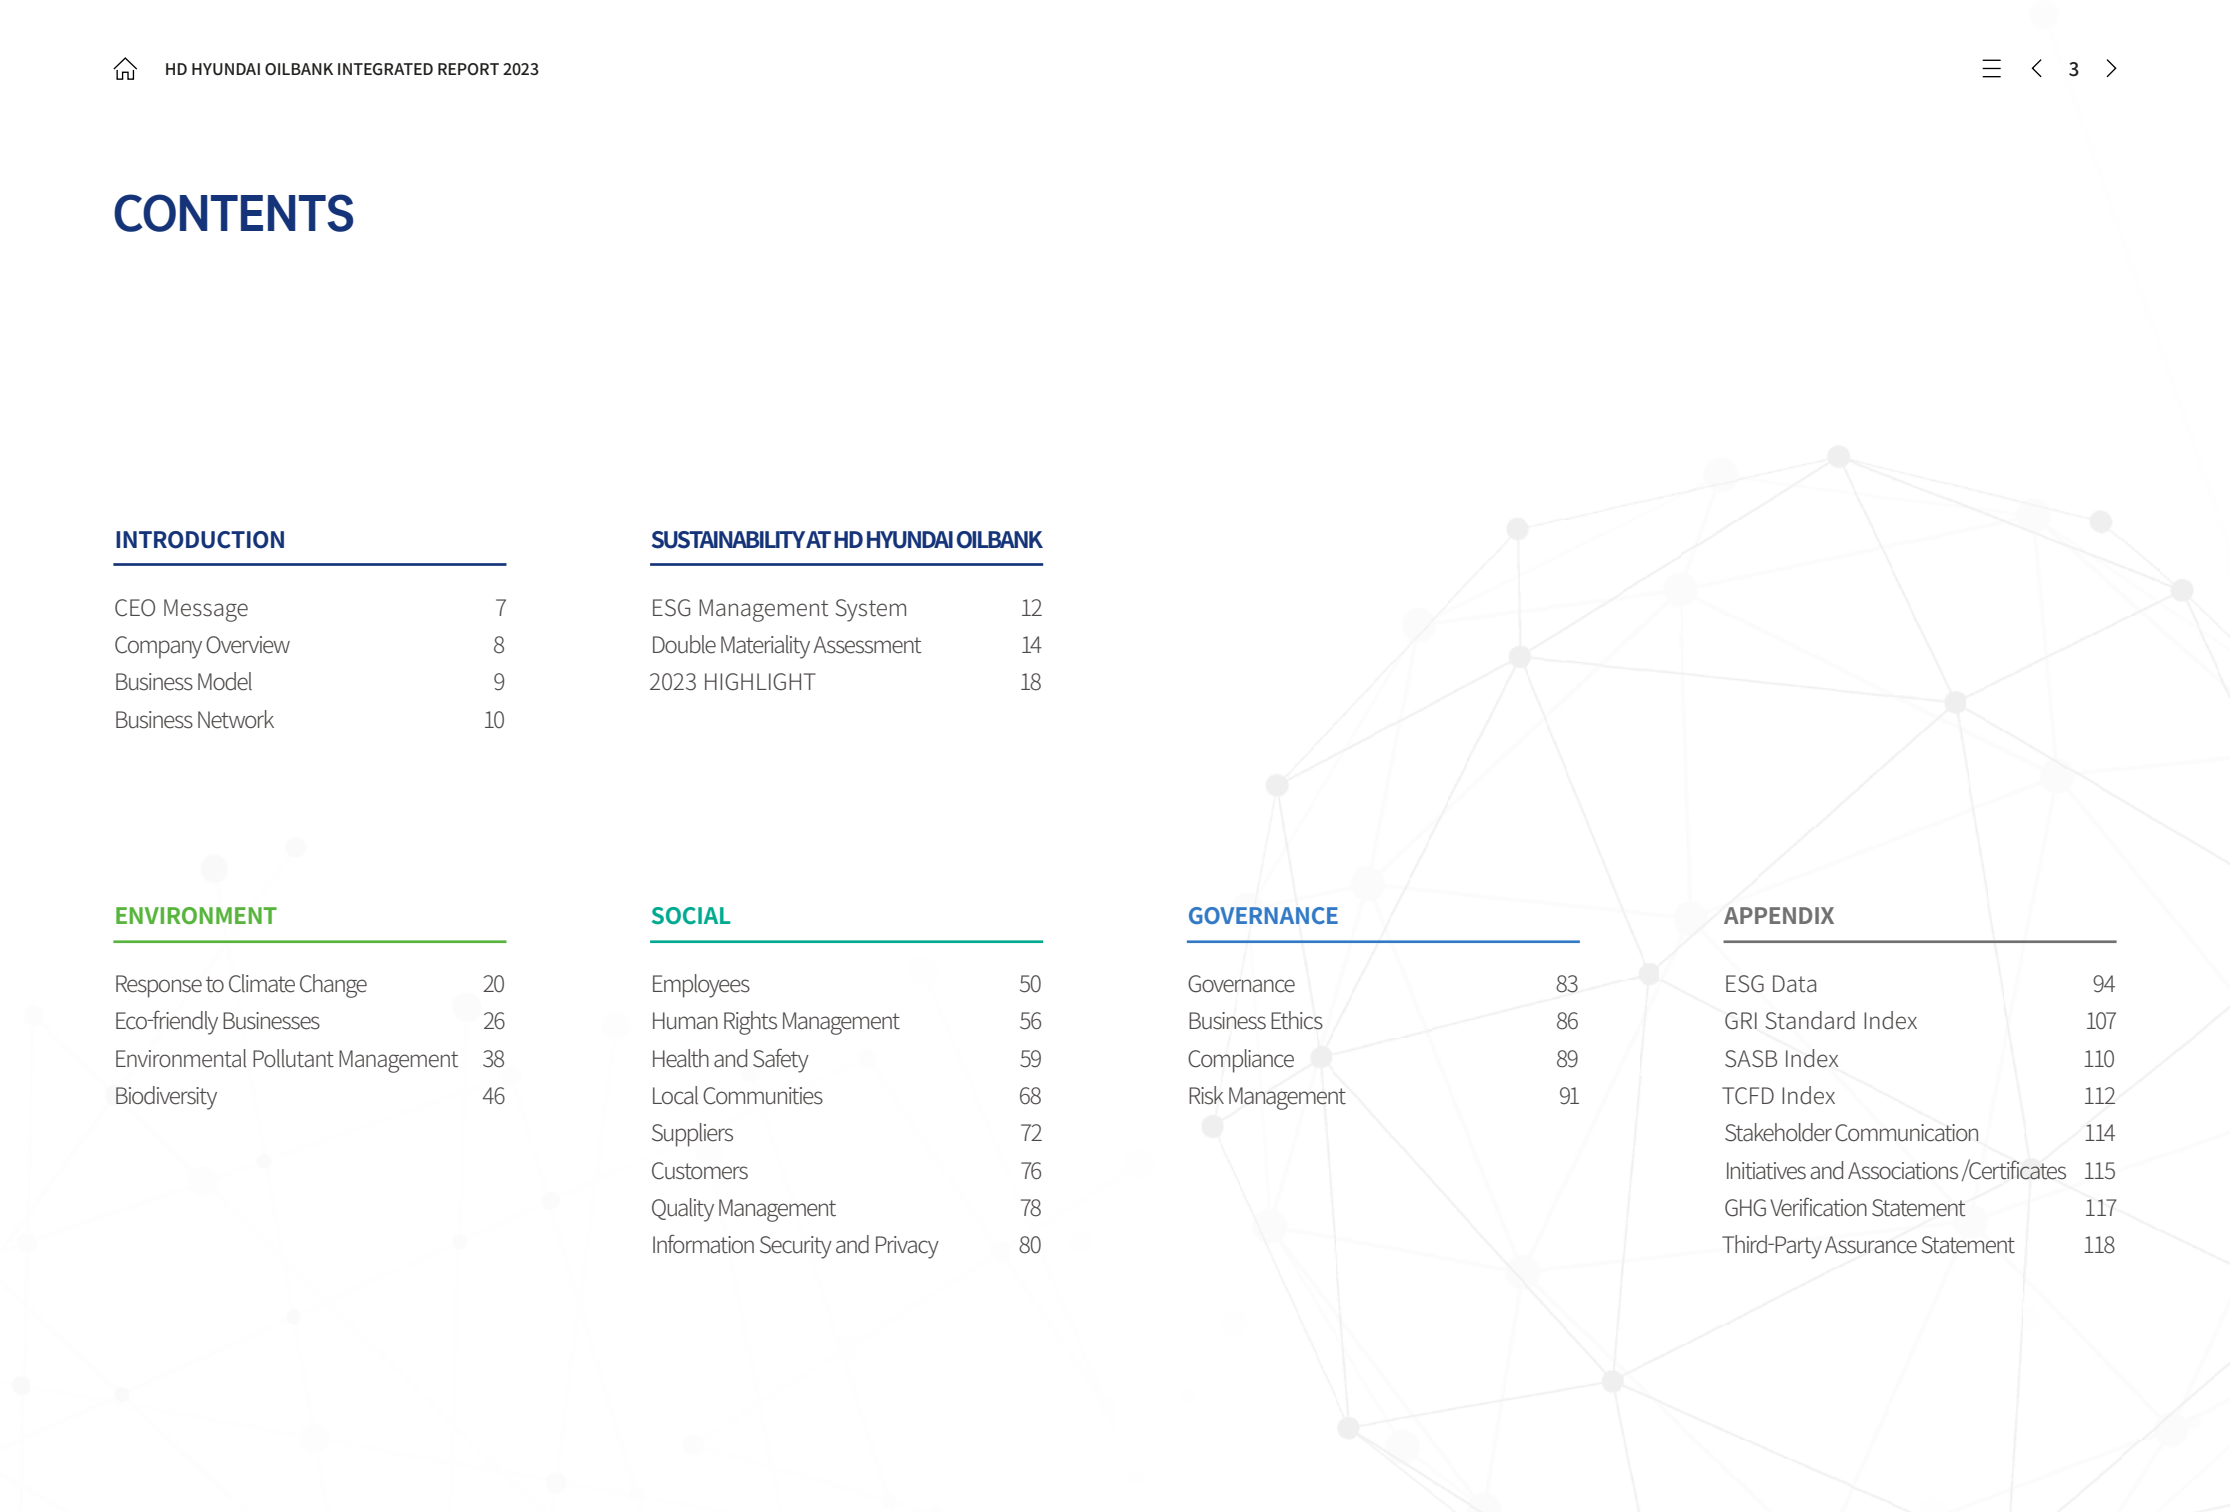 HD HYUNDAI OILBANK INTEGRATED REPORT 2023
3
CONTENTS
INTRODUCTION
CEO Message 7
Company Overview 8
Business Model 9
Business Network 10
SUSTAINABILITY AT HD HYUNDAI OILBANK
ESG Management System 12
Double Materiality Assessment 14
2023 HIGHLIGHT 18
ENVIRONMENT
Response to Climate Change 20
Eco-friendly Businesses 26
Environmental Pollutant Management 38
Biodiversity 46
SOCIAL
Employees 50
Human Rights Management 56
Health and Safety 59
Local Communities 68
Suppliers 72
Customers 76
Quality Management 78
Information Security and Privacy 80
GOVERNANCE
Governance 83
Business Ethics 86
Compliance 89
Risk Management 91
APPENDIX
ESG Data 94
GRI Standard Index 107
SASB Index 110
TCFD Index 112
Stakeholder Communication 114
Initiatives and Associations /Certificates 115
GHG Verification Statement 117
Third-Party Assurance Statement 118